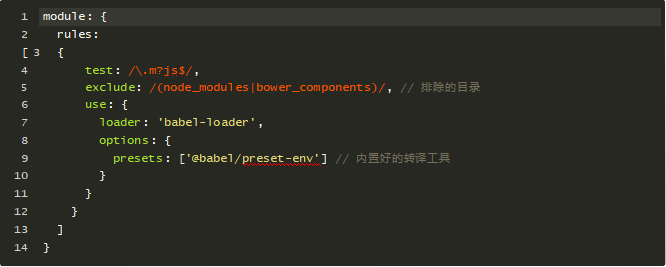 1 module: {
2   rules:
[ 3   {
4       test: /\.m?js$/,
5       exclude: /(node_modules|bower_components)/, // 排除的目录
6       use: {
7         loader: 'babel-loader',
8         options: {
9           presets: ['@babel/preset-env'] // 内置好的转译工具
10         }
11       }
12     }
13   ]
14 }